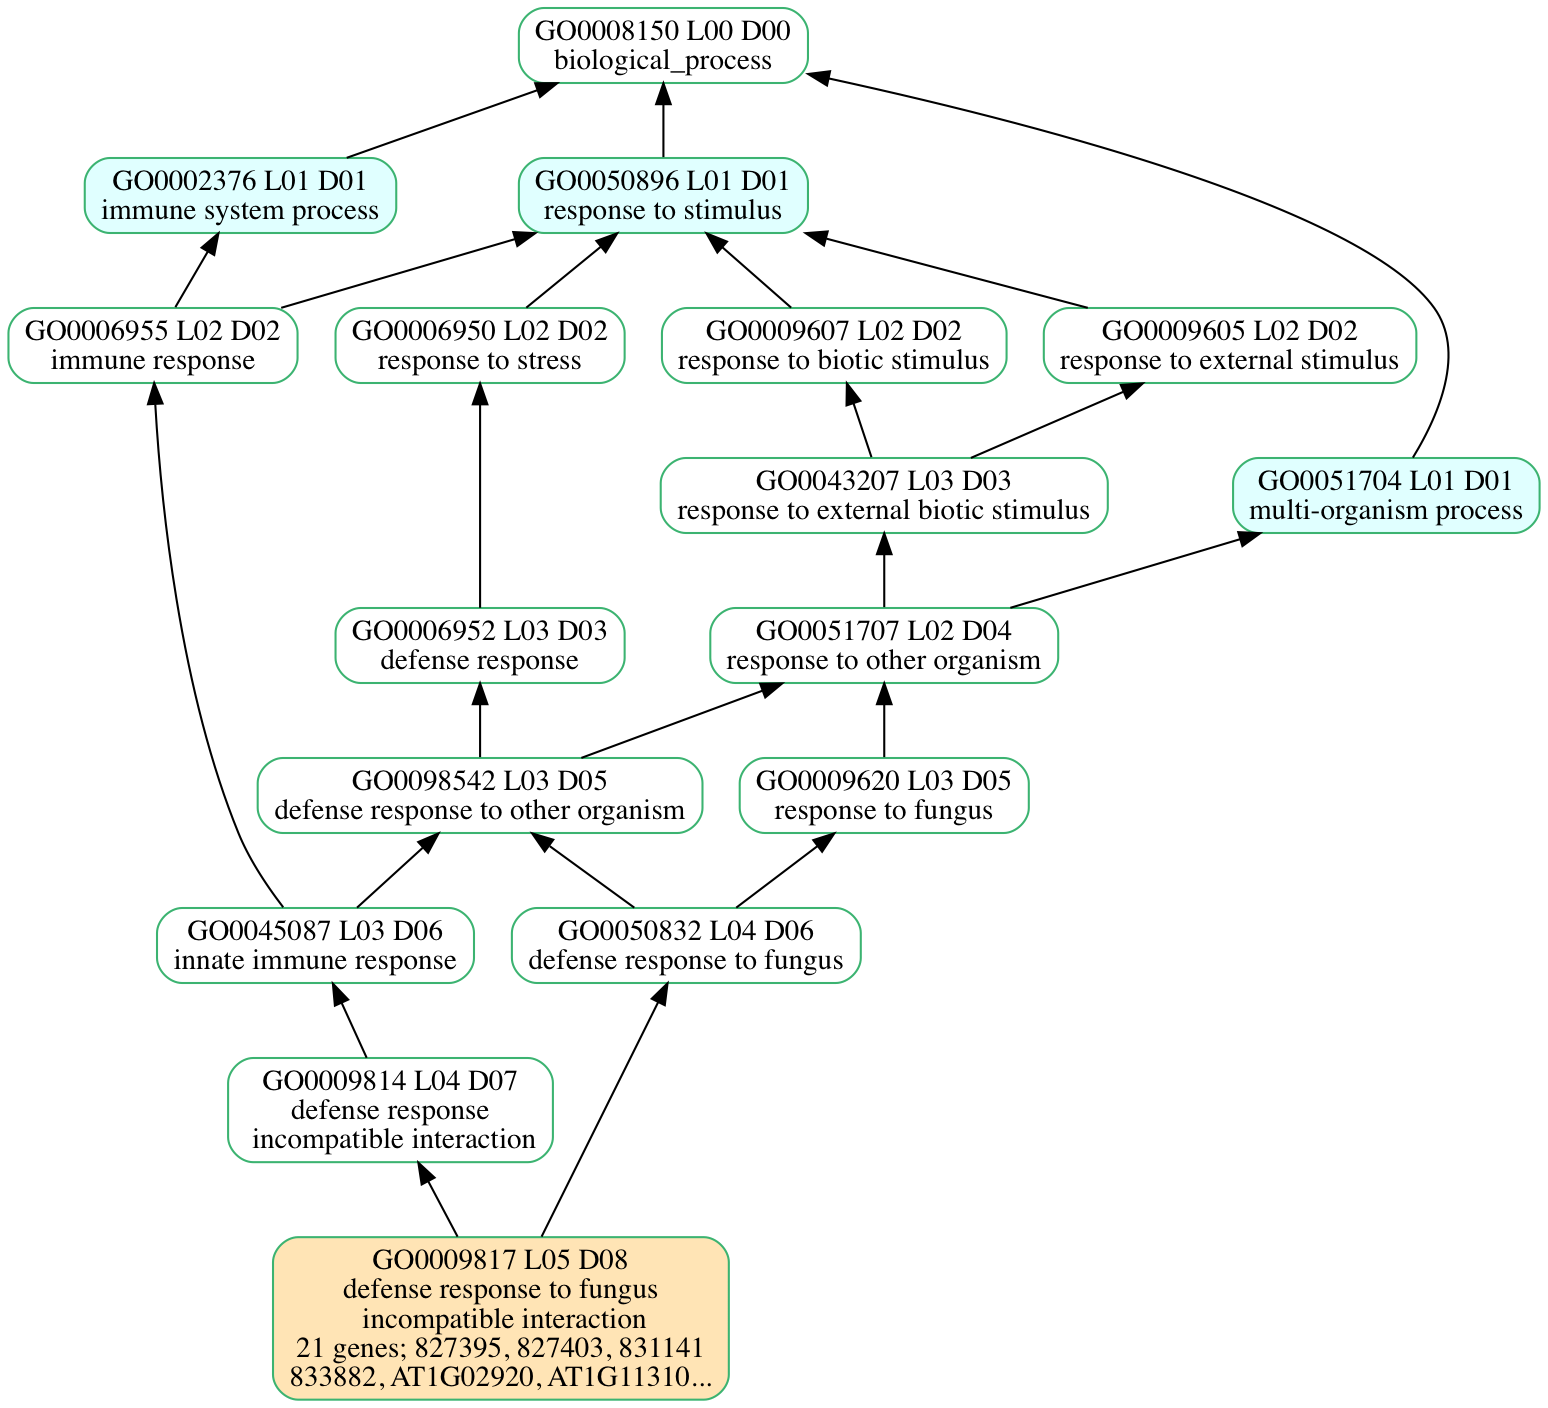 GO0008150 L00 D00
biological_process
GO0002376 L01 D01
immune system process
GO0050896 L01 D01
response to stimulus
GO0006955 L02 D02
immune response
GO0006950 L02 D02
response to stress
GO0009607 L02 D02
response to biotic stimulus
GO0009605 L02 D02
response to external stimulus
GO0043207 L03 D03
response to external biotic stimulus
GO0051704 L01 D01
multi-organism process
GO0006952 L03 D03
defense response
GO0051707 L02 D04
response to other organism
GO0098542 L03 D05
defense response to other organism
GO0009620 L03 D05
response to fungus
GO0045087 L03 D06
innate immune response
GO0050832 L04 D06
defense response to fungus
GO0009814 L04 D07
defense response
incompatible interaction
GO0009817 L05 D08
defense response to fungus
incompatible interaction
21 genes; 827395, 827403, 831141
833882, AT1G02920, AT1G11310...